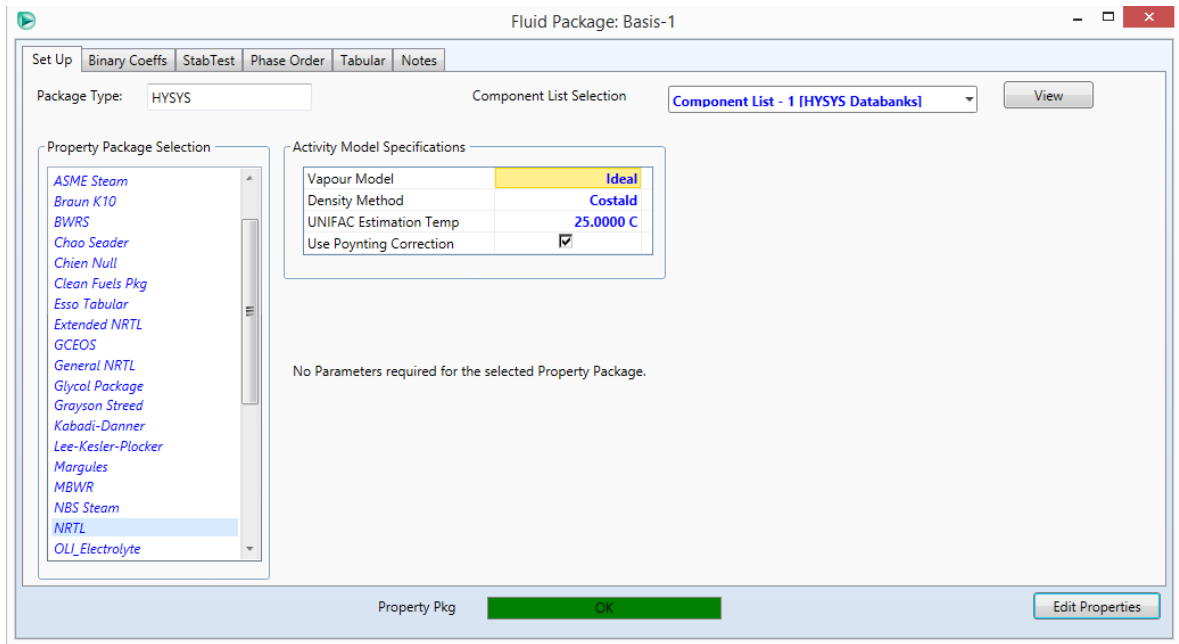 Fluid Package: Basis-1
Set Up Binary Coeffs StabTest Phase Order Tabular Notes
Package Type: HYSYS Component List Selection Component List - 1 [HYSYS Databanks] View
Property Package Selection
ASME Steam
Braun K10
BWRS
Chao Seader
Chien Null
Clean Fuels Pkg
Esso Tabular
Extended NRTL
GCEOS
General NRTL
Glycol Package
Grayson Streed
Kabadi-Danner
Lee-Kesler-Plocker
Margules
MBWR
NBS Steam
NRTL
OLI_Electrolyte
Activity Model Specifications
Vapour Model Ideal
Density Method Costald
UNIFAC Estimation Temp 25.0000 C
Use Poynting Correction
No Parameters required for the selected Property Package.
Property Pkg OK Edit Properties